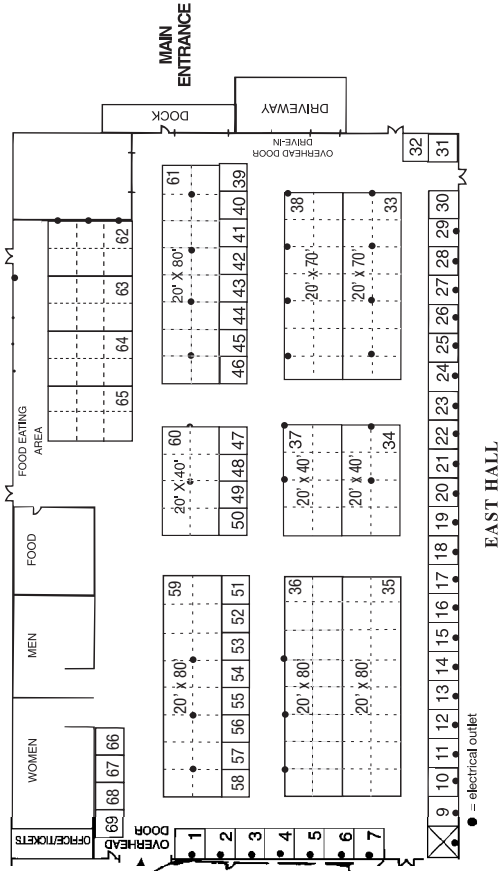 MAIN
ENTRANCE
DOCK
DRIVEWAY
OVERHEAD DOOR
DRIVE-IN
32
31
61
20' X 80'
39
40
41
42
43
44
45
46
38
20' X 70'
33
20' X 70'
62
63
64
65
FOOD EATING
AREA
60
20' X 40'
47
48
49
50
37
20' X 40'
34
20' X 40'
FOOD
MEN
WOMEN
59
20' X 80'
51
52
53
54
55
56
57
58
36
20' X 80'
35
20' X 80'
66
67
68
69
OFFICE/TICKETS
OVERHEAD
DOOR
1
2
3
4
5
6
7
9
10
11
12
13
14
15
16
17
18
19
20
21
22
23
24
25
26
27
28
29
30
● = electrical outlet
EAST HALL